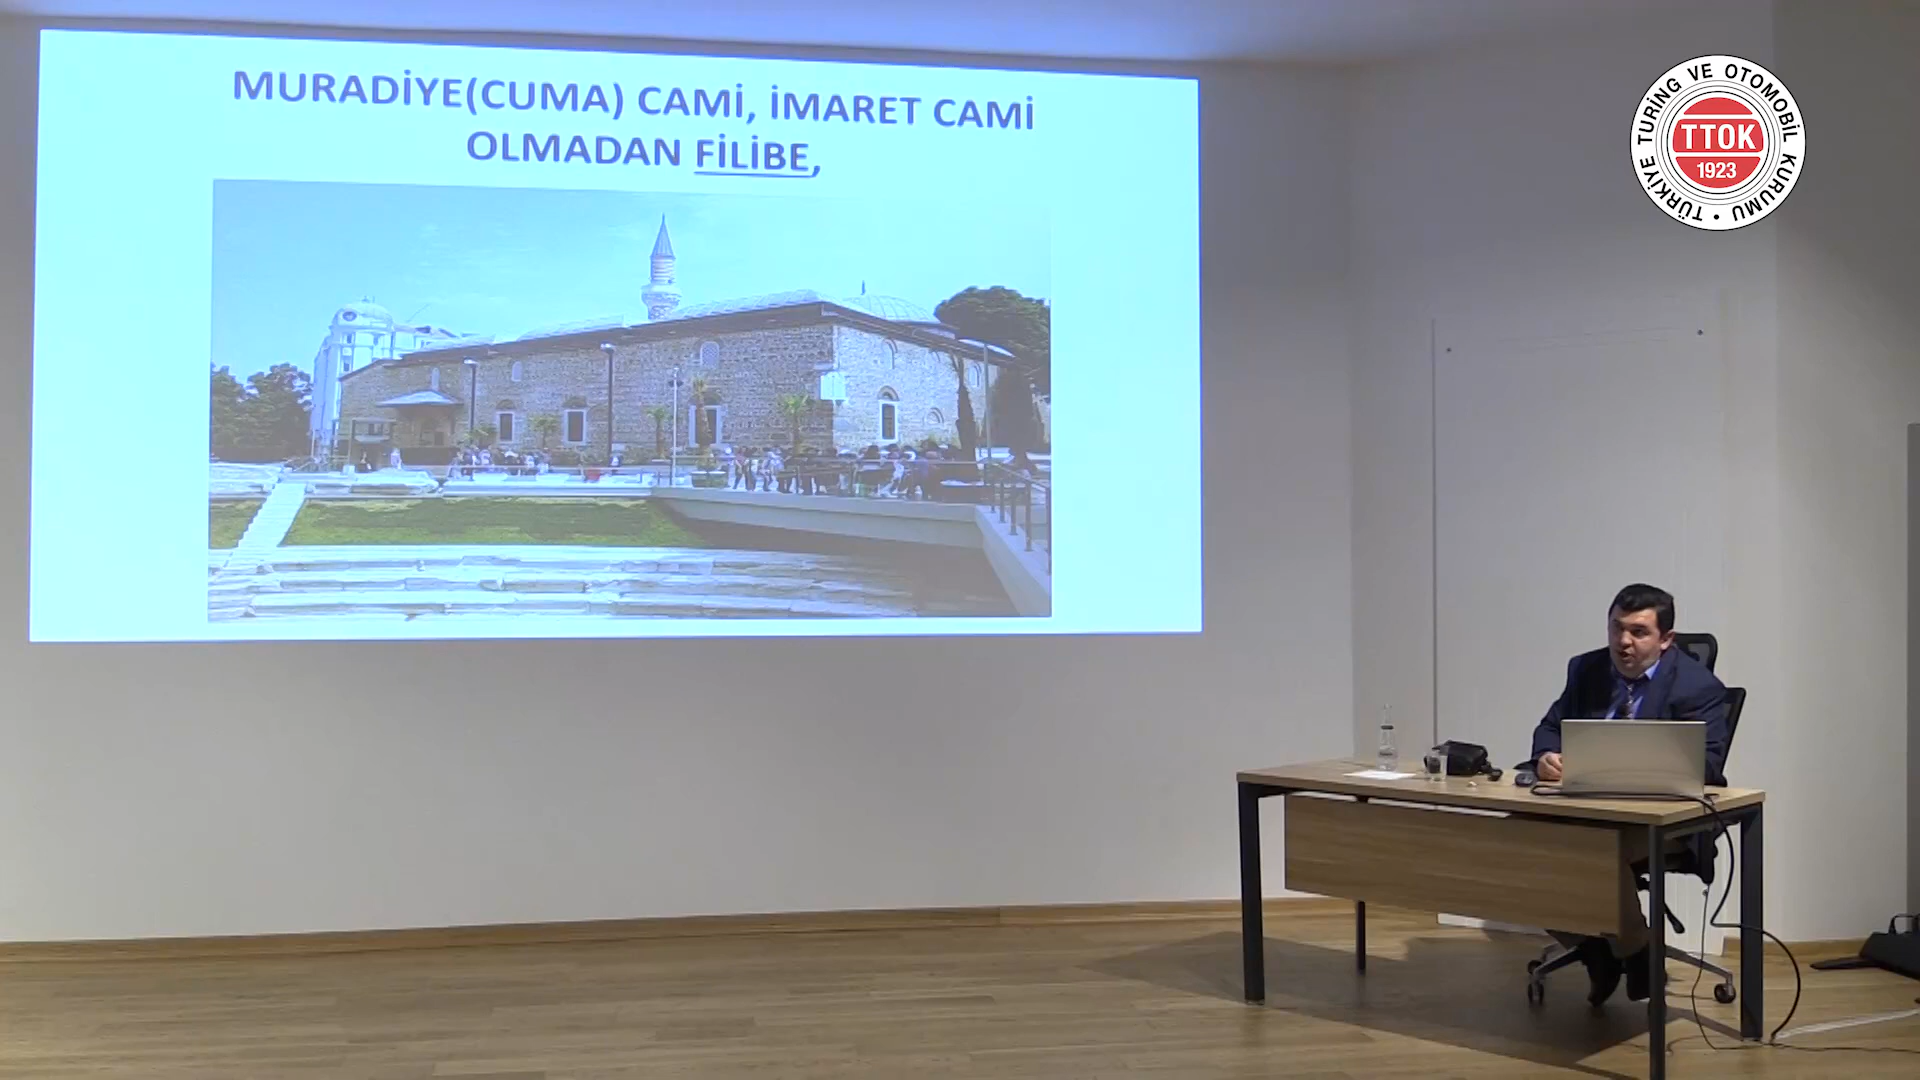 MURADİYE(CUMA) CAMİ, İMARET CAMİ
OLMADAN FİLİBE,
TÜRKİYE TURİNG VE OTOMOBİL KURUMU •
TTOK
1923